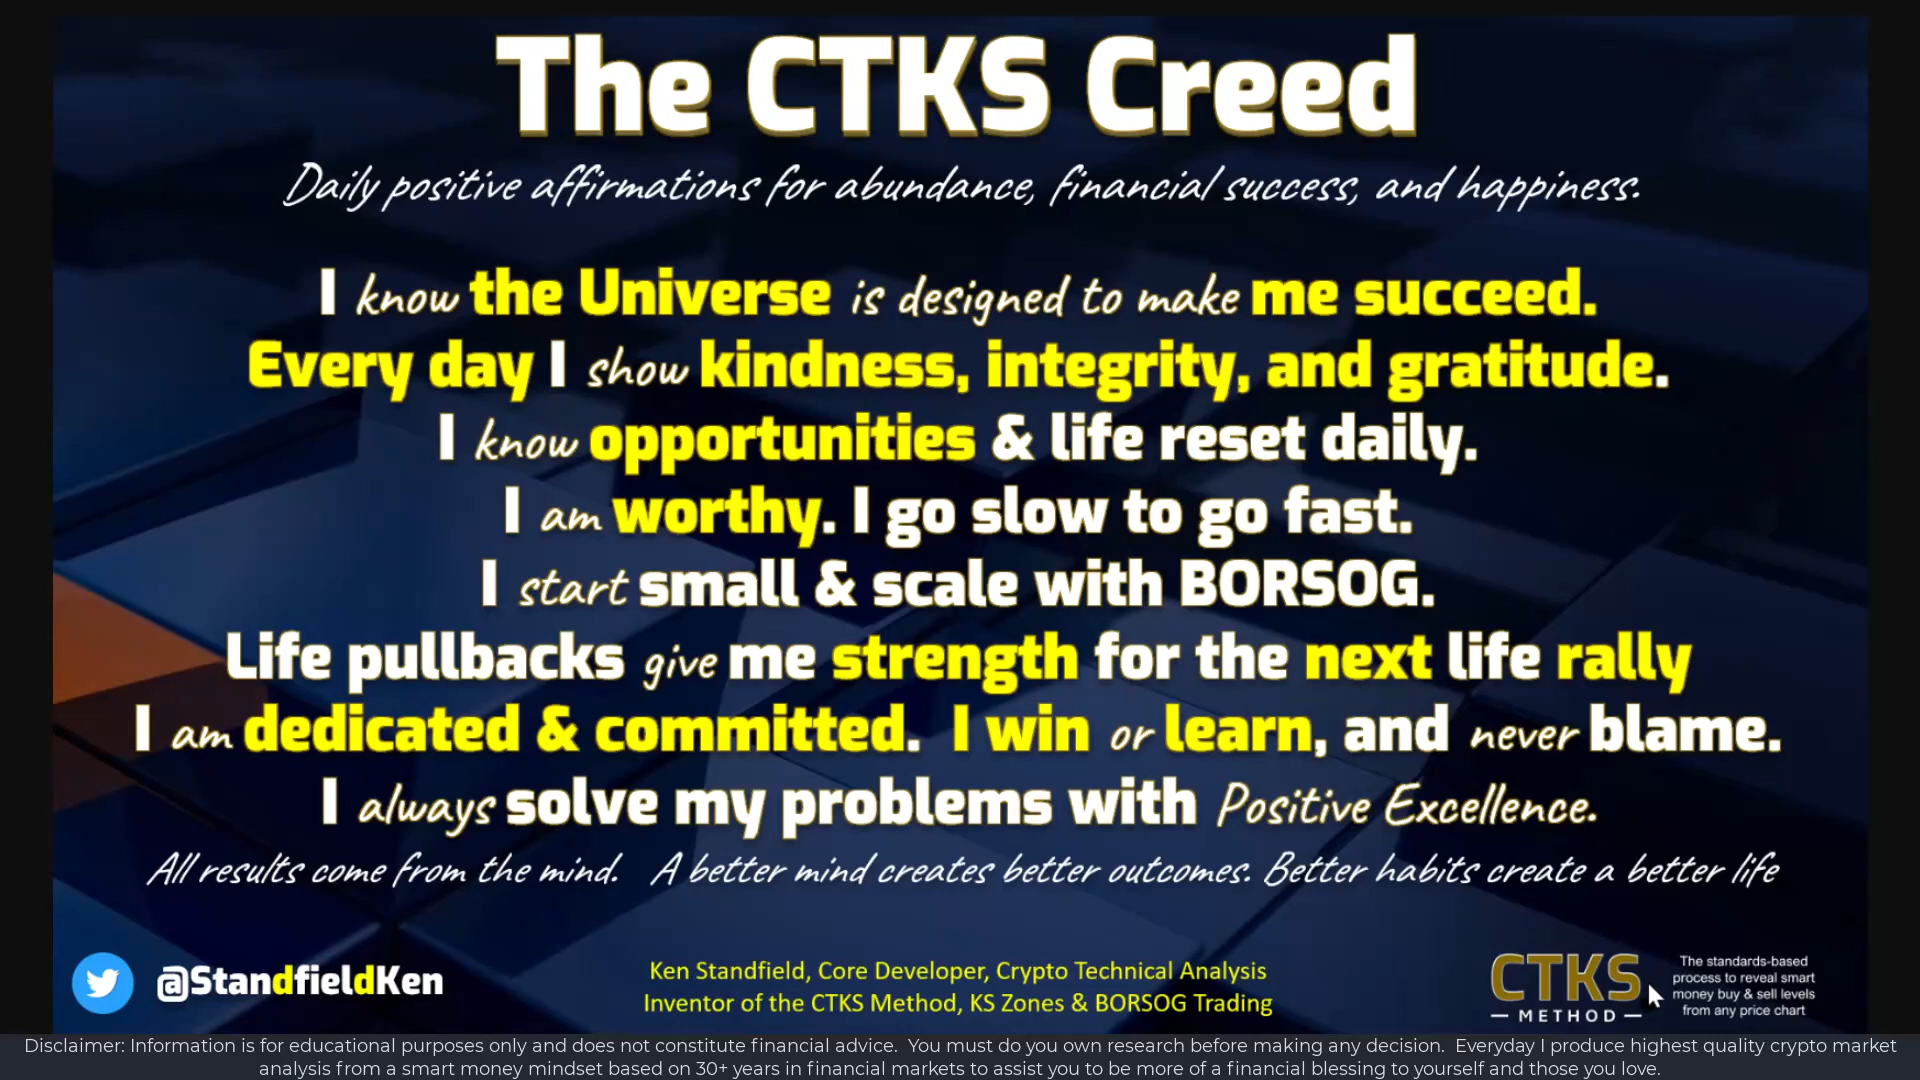 The CTKS Creed
Daily positive affirmations for abundance, financial success, and happiness.
I know the Universe is designed to make me succeed.
Every day I show kindness, integrity, and gratitude.
I know opportunities & life reset daily.
I am worthy. I go slow to go fast.
I start small & scale with BORSOG.
Life pullbacks give me strength for the next life rally
I am dedicated & committed. I win or learn, and never blame.
I always solve my problems with Positive Excellence.
All results come from the mind. A better mind creates better outcomes. Better habits create a better life
@StandfieldKen
Ken Standfield, Core Developer, Crypto Technical Analysis
Inventor of the CTKS Method, KS Zones & BORSOG Trading
CTKS
METHOD
The standards-based
process to reveal smart
money buy & sell levels
from any price chart
Disclaimer: Information is for educational purposes only and does not constitute financial advice. You must do you own research before making any decision. Everyday I produce highest quality crypto market
analysis from a smart money mindset based on 30+ years in financial markets to assist you to be more of a financial blessing to yourself and those you love.